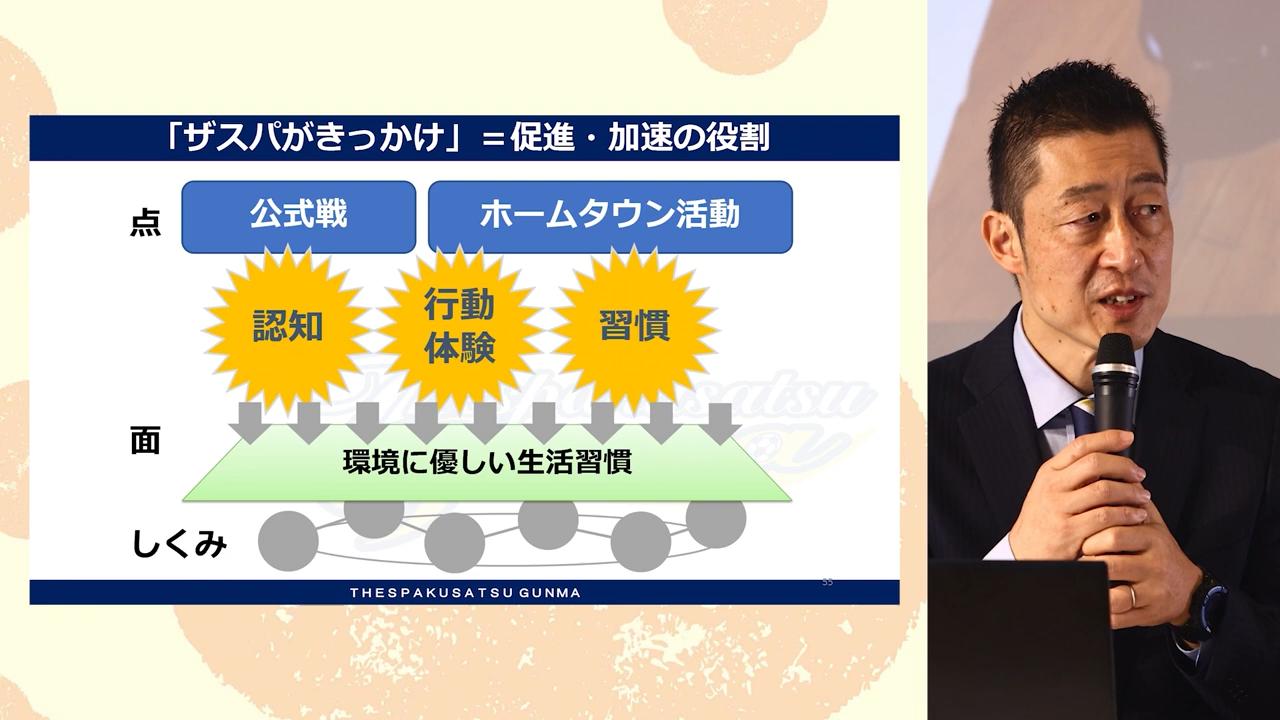 「ザスパがきっかけ」＝促進・加速の役割
点
公式戦
ホームタウン活動
認知
行動
体験
習慣
面
環境に優しい生活習慣
しくみ
55
THESPAKUSATSU GUNMA